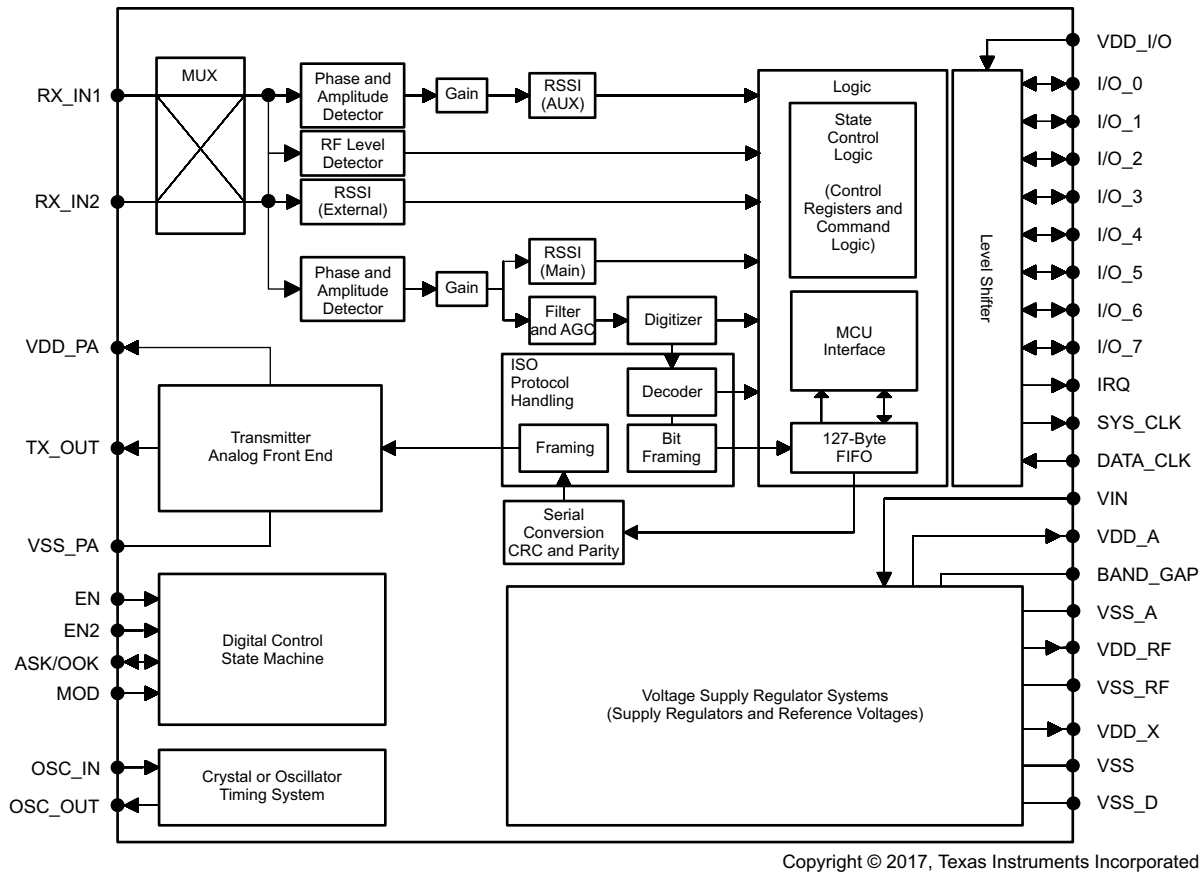 VDD_I/O
MUX
RX_IN1
RX_IN2
Phase and
Amplitude
Detector
Gain
RSSI
(AUX)
RF Level
Detector
RSSI
(External)
Phase and
Amplitude
Detector
Gain
RSSI
(Main)
Filter
and AGC
Digitizer
ISO
Protocol
Handling
Decoder
Bit
Framing
Framing
Serial
Conversion
CRC and Parity
Logic
State
Control
Logic
(Control
Registers and
Command
Logic)
MCU
Interface
127-Byte
FIFO
Level Shifter
I/O_0
I/O_1
I/O_2
I/O_3
I/O_4
I/O_5
I/O_6
I/O_7
IRQ
SYS_CLK
DATA_CLK
VIN
VDD_A
BAND_GAP
VSS_A
VDD_RF
VSS_RF
VDD_X
VSS
VSS_D
VDD_PA
TX_OUT
VSS_PA
Transmitter
Analog Front End
EN
EN2
ASK/OOK
MOD
Digital Control
State Machine
OSC_IN
OSC_OUT
Crystal or Oscillator
Timing System
Voltage Supply Regulator Systems
(Supply Regulators and Reference Voltages)
Copyright © 2017, Texas Instruments Incorporated